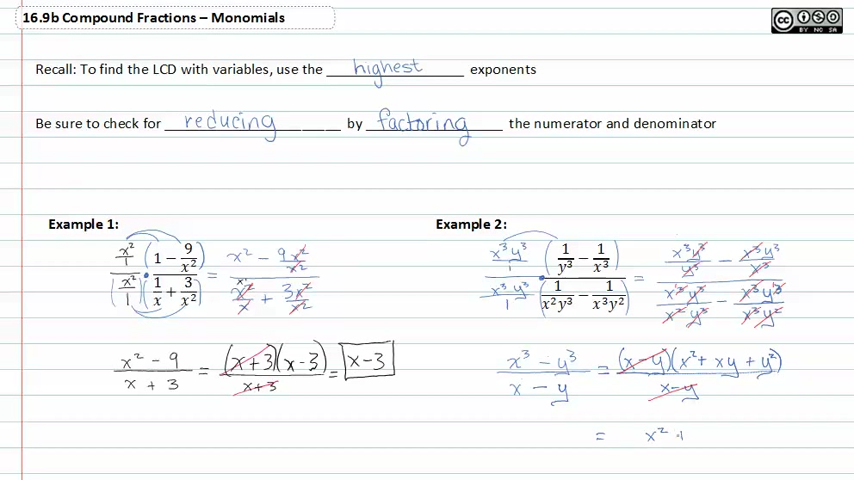 16.9b Compound Fractions – Monomials
CC BY NC SA
Recall: To find the LCD with variables, use the highest exponents
Be sure to check for reducing by factoring the numerator and denominator
Example 1:
(x²/1)(1 − 9/x²) / (x²/1)(1/x + 3/x²) = (x² − 9x²/x²) / (x²/x + 3x²/x²)
(x² − 9)/(x + 3) = (x+3)(x−3)/(x+3) = x−3
Example 2:
(x³y³/1)(1/y³ − 1/x³) / (x³y³/1)(1/x²y³ − 1/x³y²) = (x³y³/y³ − x³y³/x³) / (x³y³/x²y³ − x³y³/x³y²)
(x³ − y³)/(x − y) = (x−y)(x² + xy + y²)/(x−y)
= x²